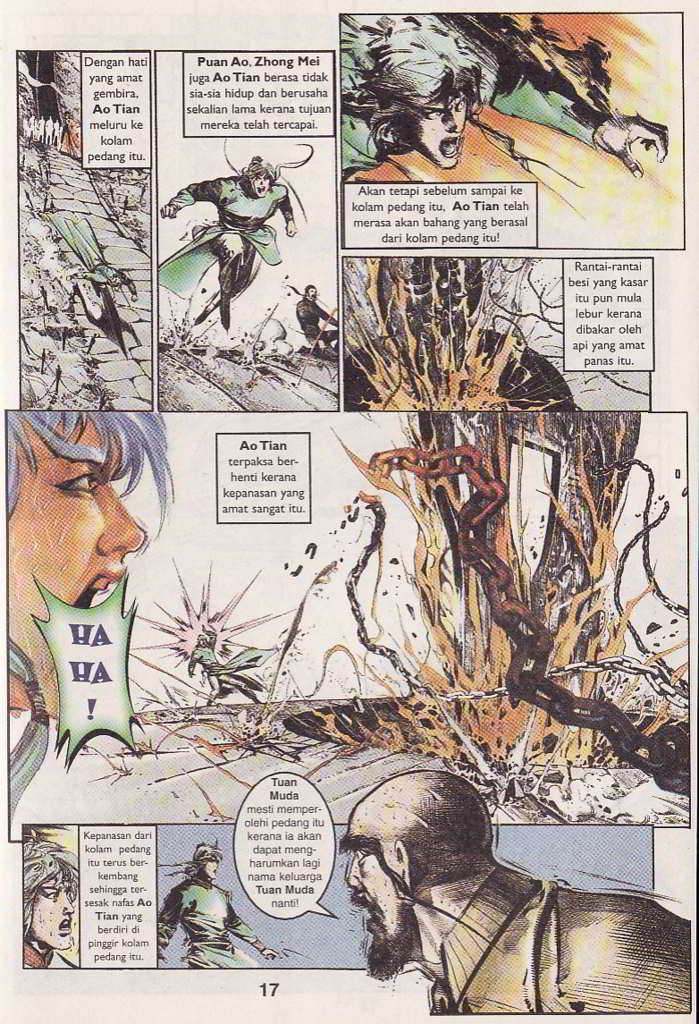 Dengan hati
yang amat
gembira,
Ao Tian
meluru ke
kolam
pedang itu.
Puan Ao, Zhong Mei
juga Ao Tian berasa tidak
sia-sia hidup dan berusaha
sekalian lama kerana tujuan
mereka telah tercapai.
Akan tetapi sebelum sampai ke
kolam pedang itu, Ao Tian telah
merasa akan bahang yang berasal
dari kolam pedang itu!
Rantai-rantai
besi yang kasar
itu pun mula
lebur kerana
dibakar oleh
api yang amat
panas itu.
Ao Tian
terpaksa ber-
henti kerana
kepanasan yang
amat sangat itu.
HA
HA
!
Kepanasan dari
kolam pedang
itu terus ber-
kembang
sehingga ter-
sesak nafas Ao
Tian yang
berdiri di
pinggir kolam
pedang itu.
Tuan
Muda
mesti memper-
olehi pedang itu
kerana ia akan
dapat meng-
harumkan lagi
nama keluarga
Tuan Muda
nanti!
17